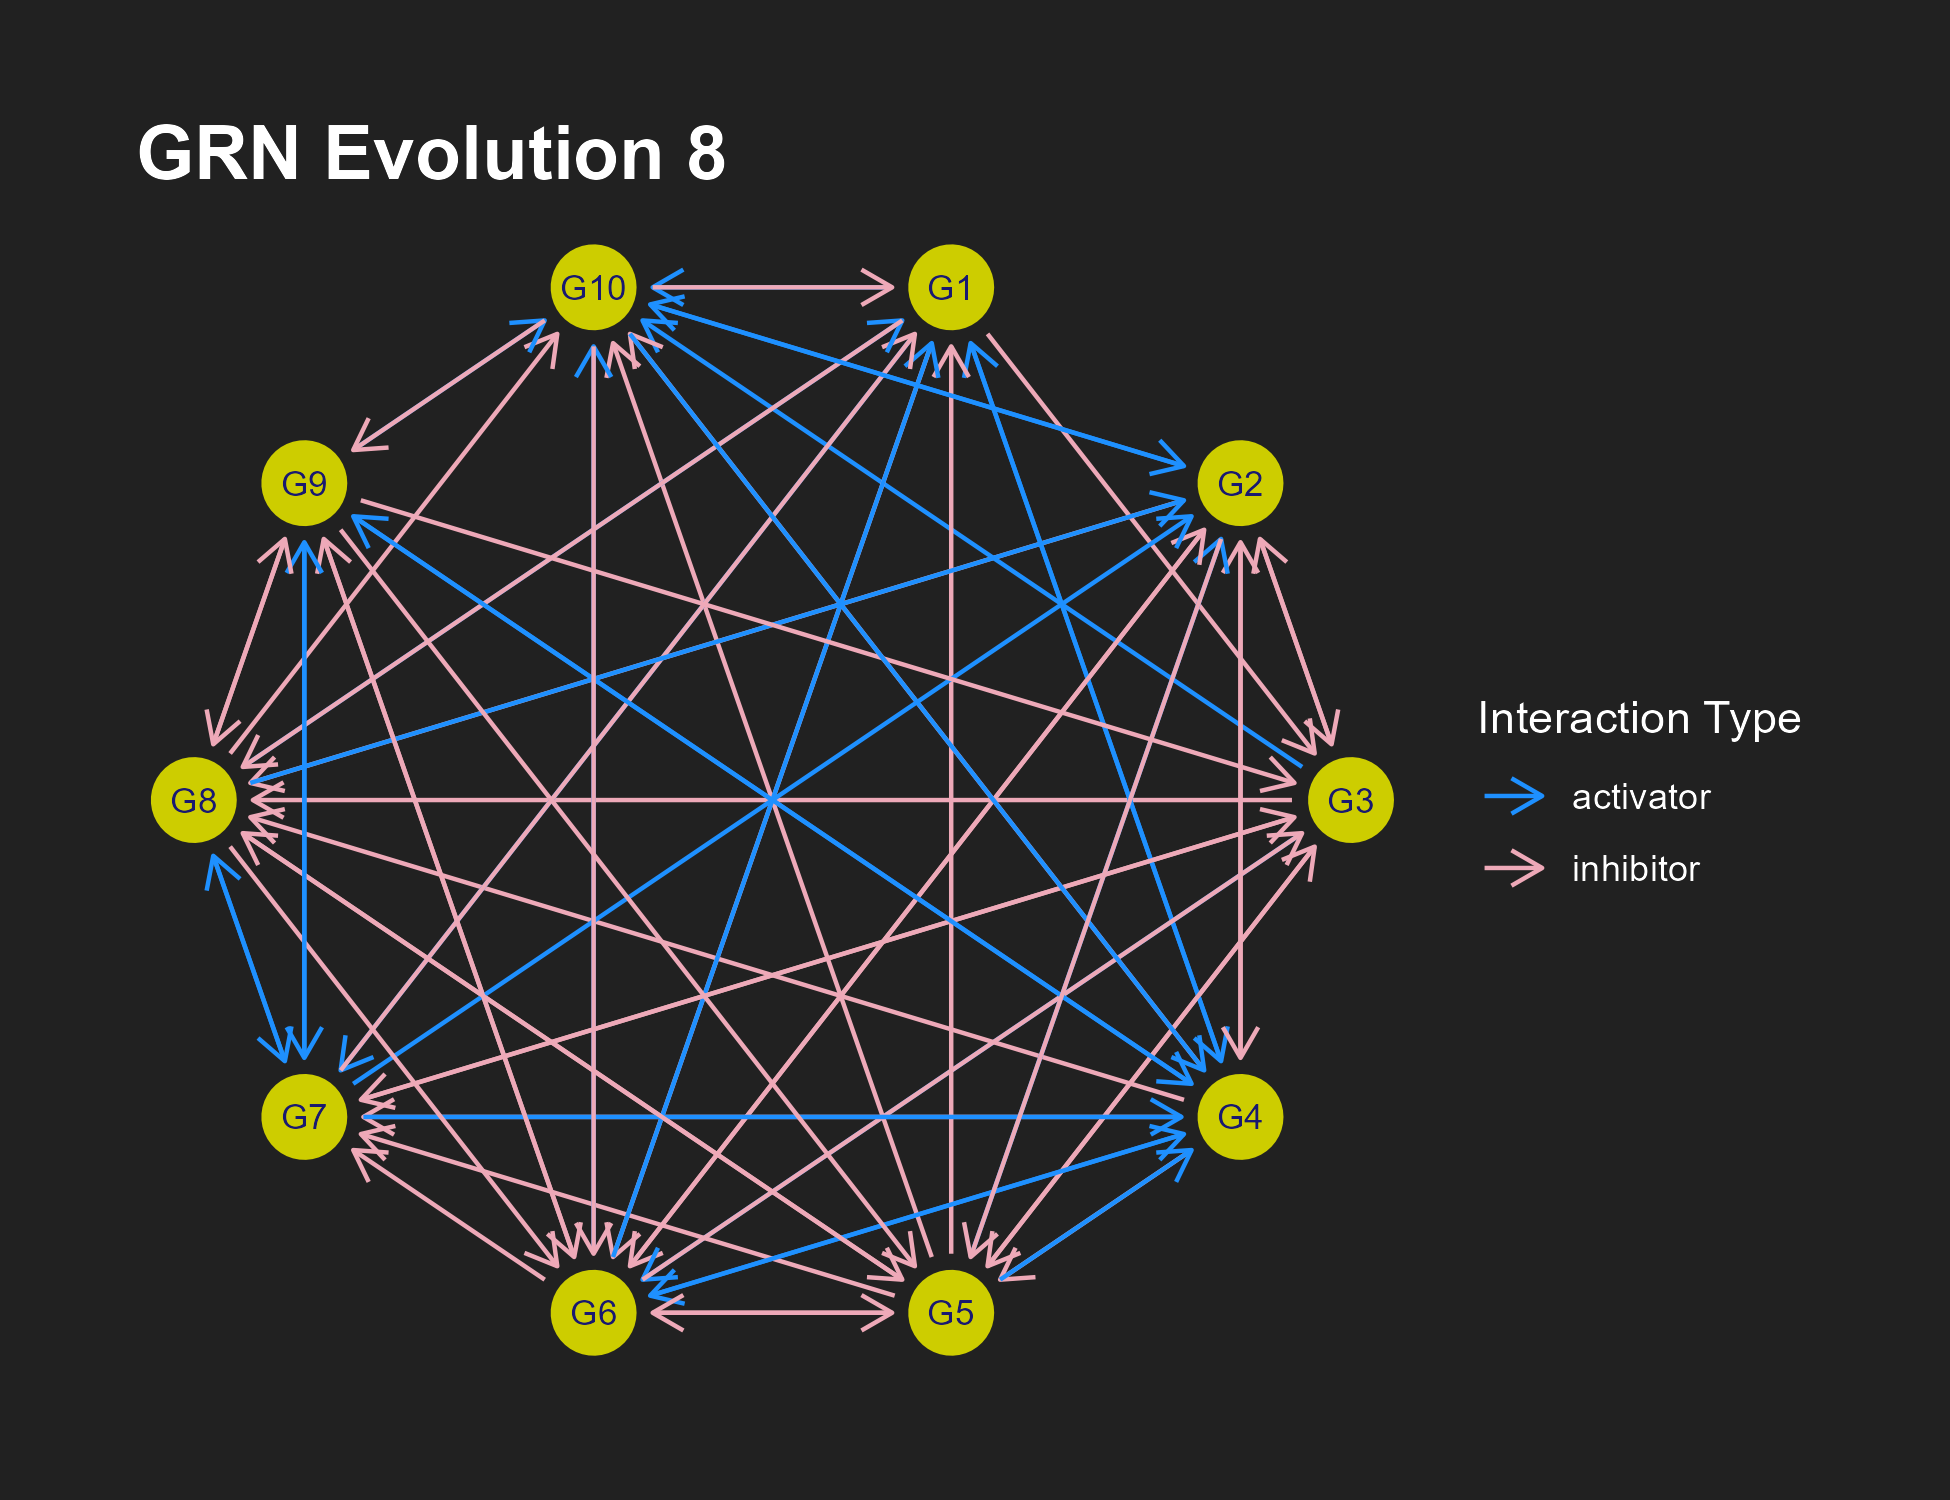 GRN Evolution 8
G10
G1
G9
G2
G8
G3
G7
G4
G6
G5
Interaction Type
activator
inhibitor